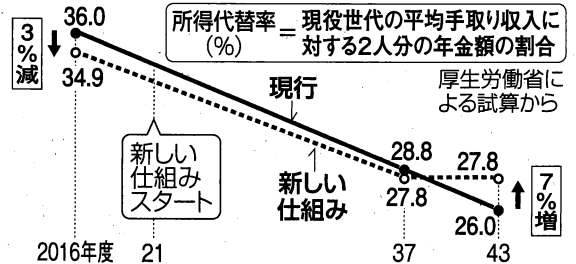 所得代替率(%)=現役世代の平均手取り収入に
対する2人分の年金額の割合
厚生労働省に
よる試算から
3%減
36.0
34.9
現行
新しい
仕組み
スタート
新しい
仕組み
28.8
27.8
27.8
26.0
7%増
2016年度
21
37
43